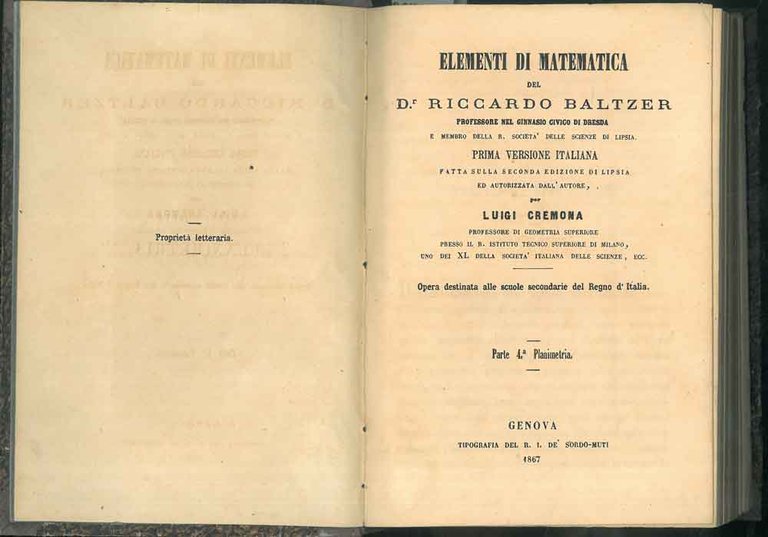 Proprietà letteraria.
ELEMENTI DI MATEMATICA
DEL
D.r RICCARDO BALTZER
PROFESSORE NEL GINNASIO CIVICO DI DRESDA
E MEMBRO DELLA R. SOCIETA' DELLE SCIENZE DI LIPSIA.
PRIMA VERSIONE ITALIANA
FATTA SULLA SECONDA EDIZIONE DI LIPSIA
ED AUTORIZZATA DALL'AUTORE,
per
LUIGI CREMONA
PROFESSORE DI GEOMETRIA SUPERIORE
PRESSO IL R. ISTITUTO TECNICO SUPERIORE DI MILANO,
UNO DEI XL. DELLA SOCIETA' ITALIANA DELLE SCIENZE, ECC.
Opera destinata alle scuole secondarie del Regno d'Italia.
Parte 4.a Planimetria.
GENOVA
TIPOGRAFIA DEL R. I. DE' SORDO-MUTI
1867